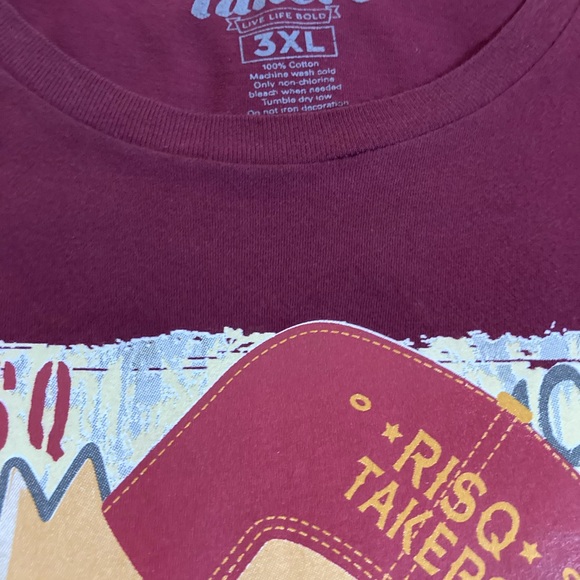 LIVE LIFE BOLD
3XL
100% Cotton
Machine wash cold
Only non-chlorine
bleach when needed
Tumble dry low
Do not iron decoration
RISQ
TAKER